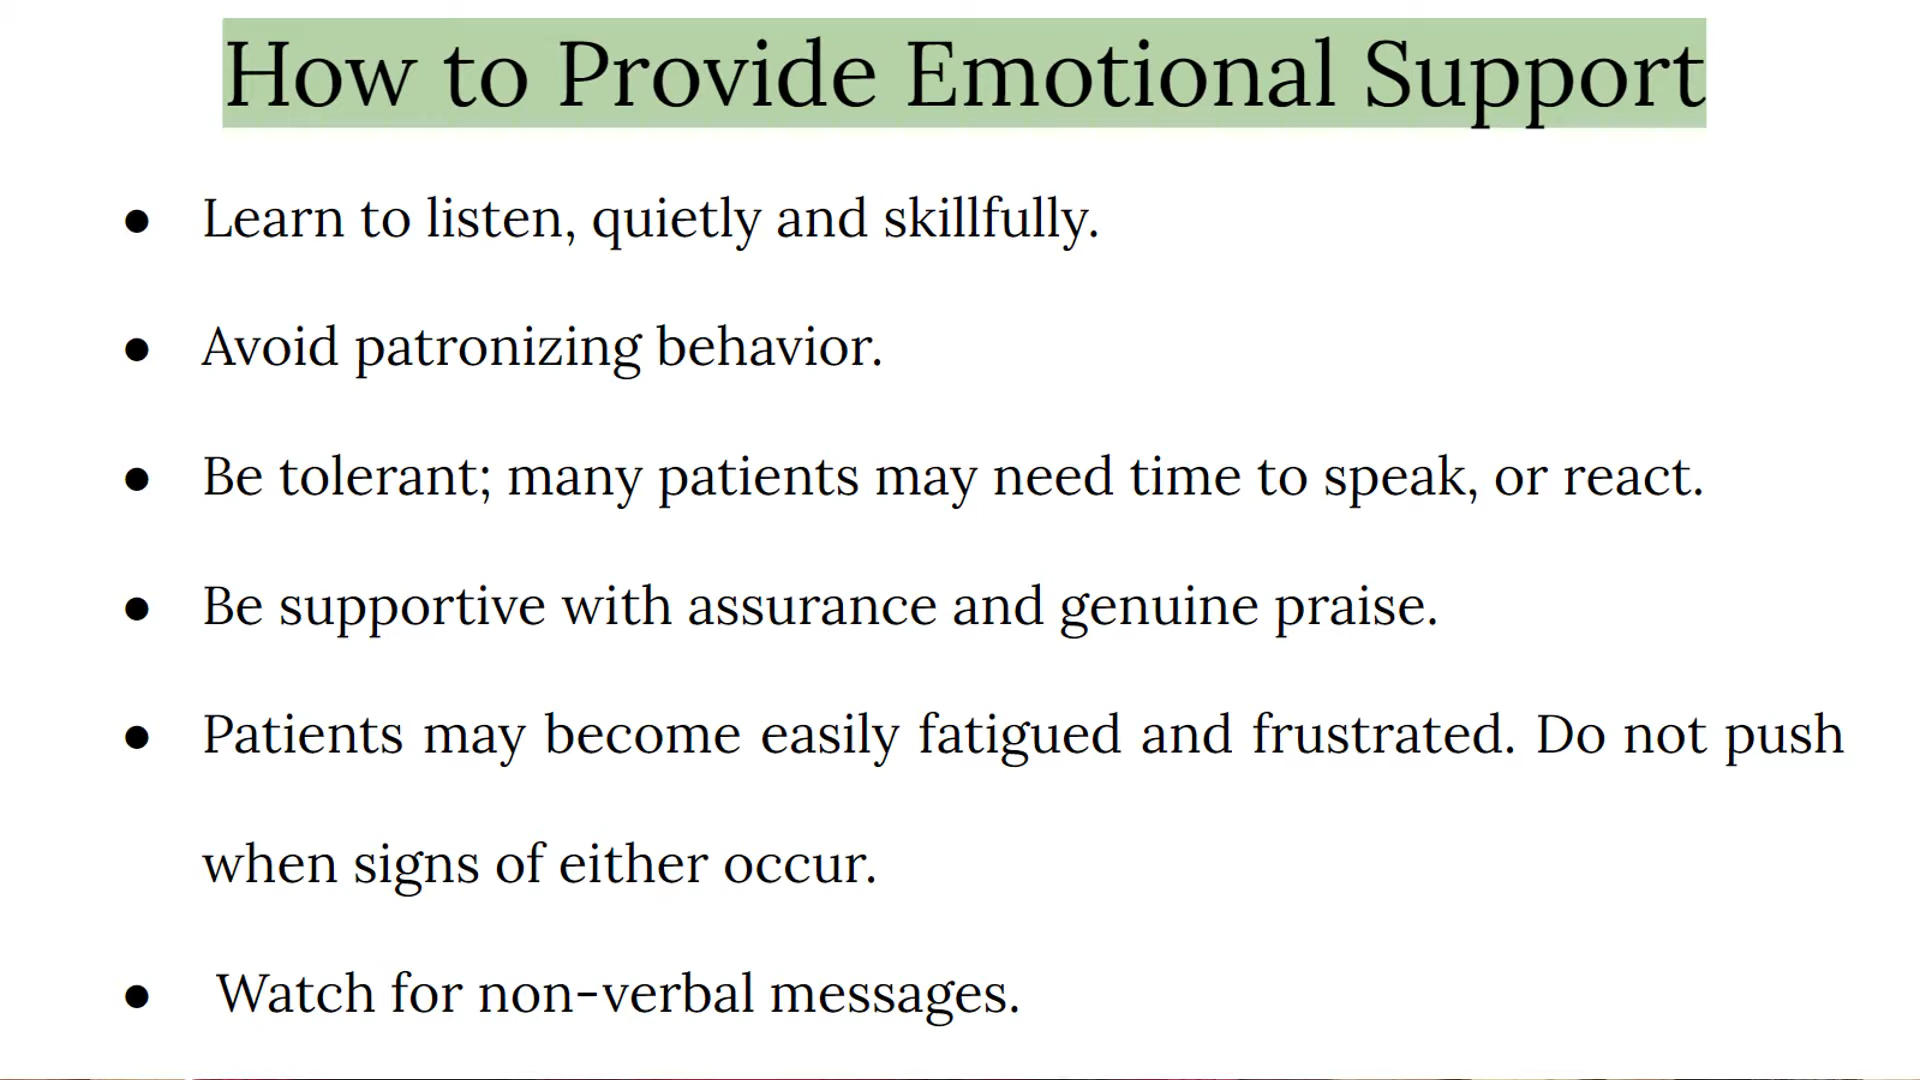 How to Provide Emotional Support
● Learn to listen, quietly and skillfully.
● Avoid patronizing behavior.
● Be tolerant; many patients may need time to speak, or react.
● Be supportive with assurance and genuine praise.
● Patients may become easily fatigued and frustrated. Do not push
when signs of either occur.
● Watch for non-verbal messages.